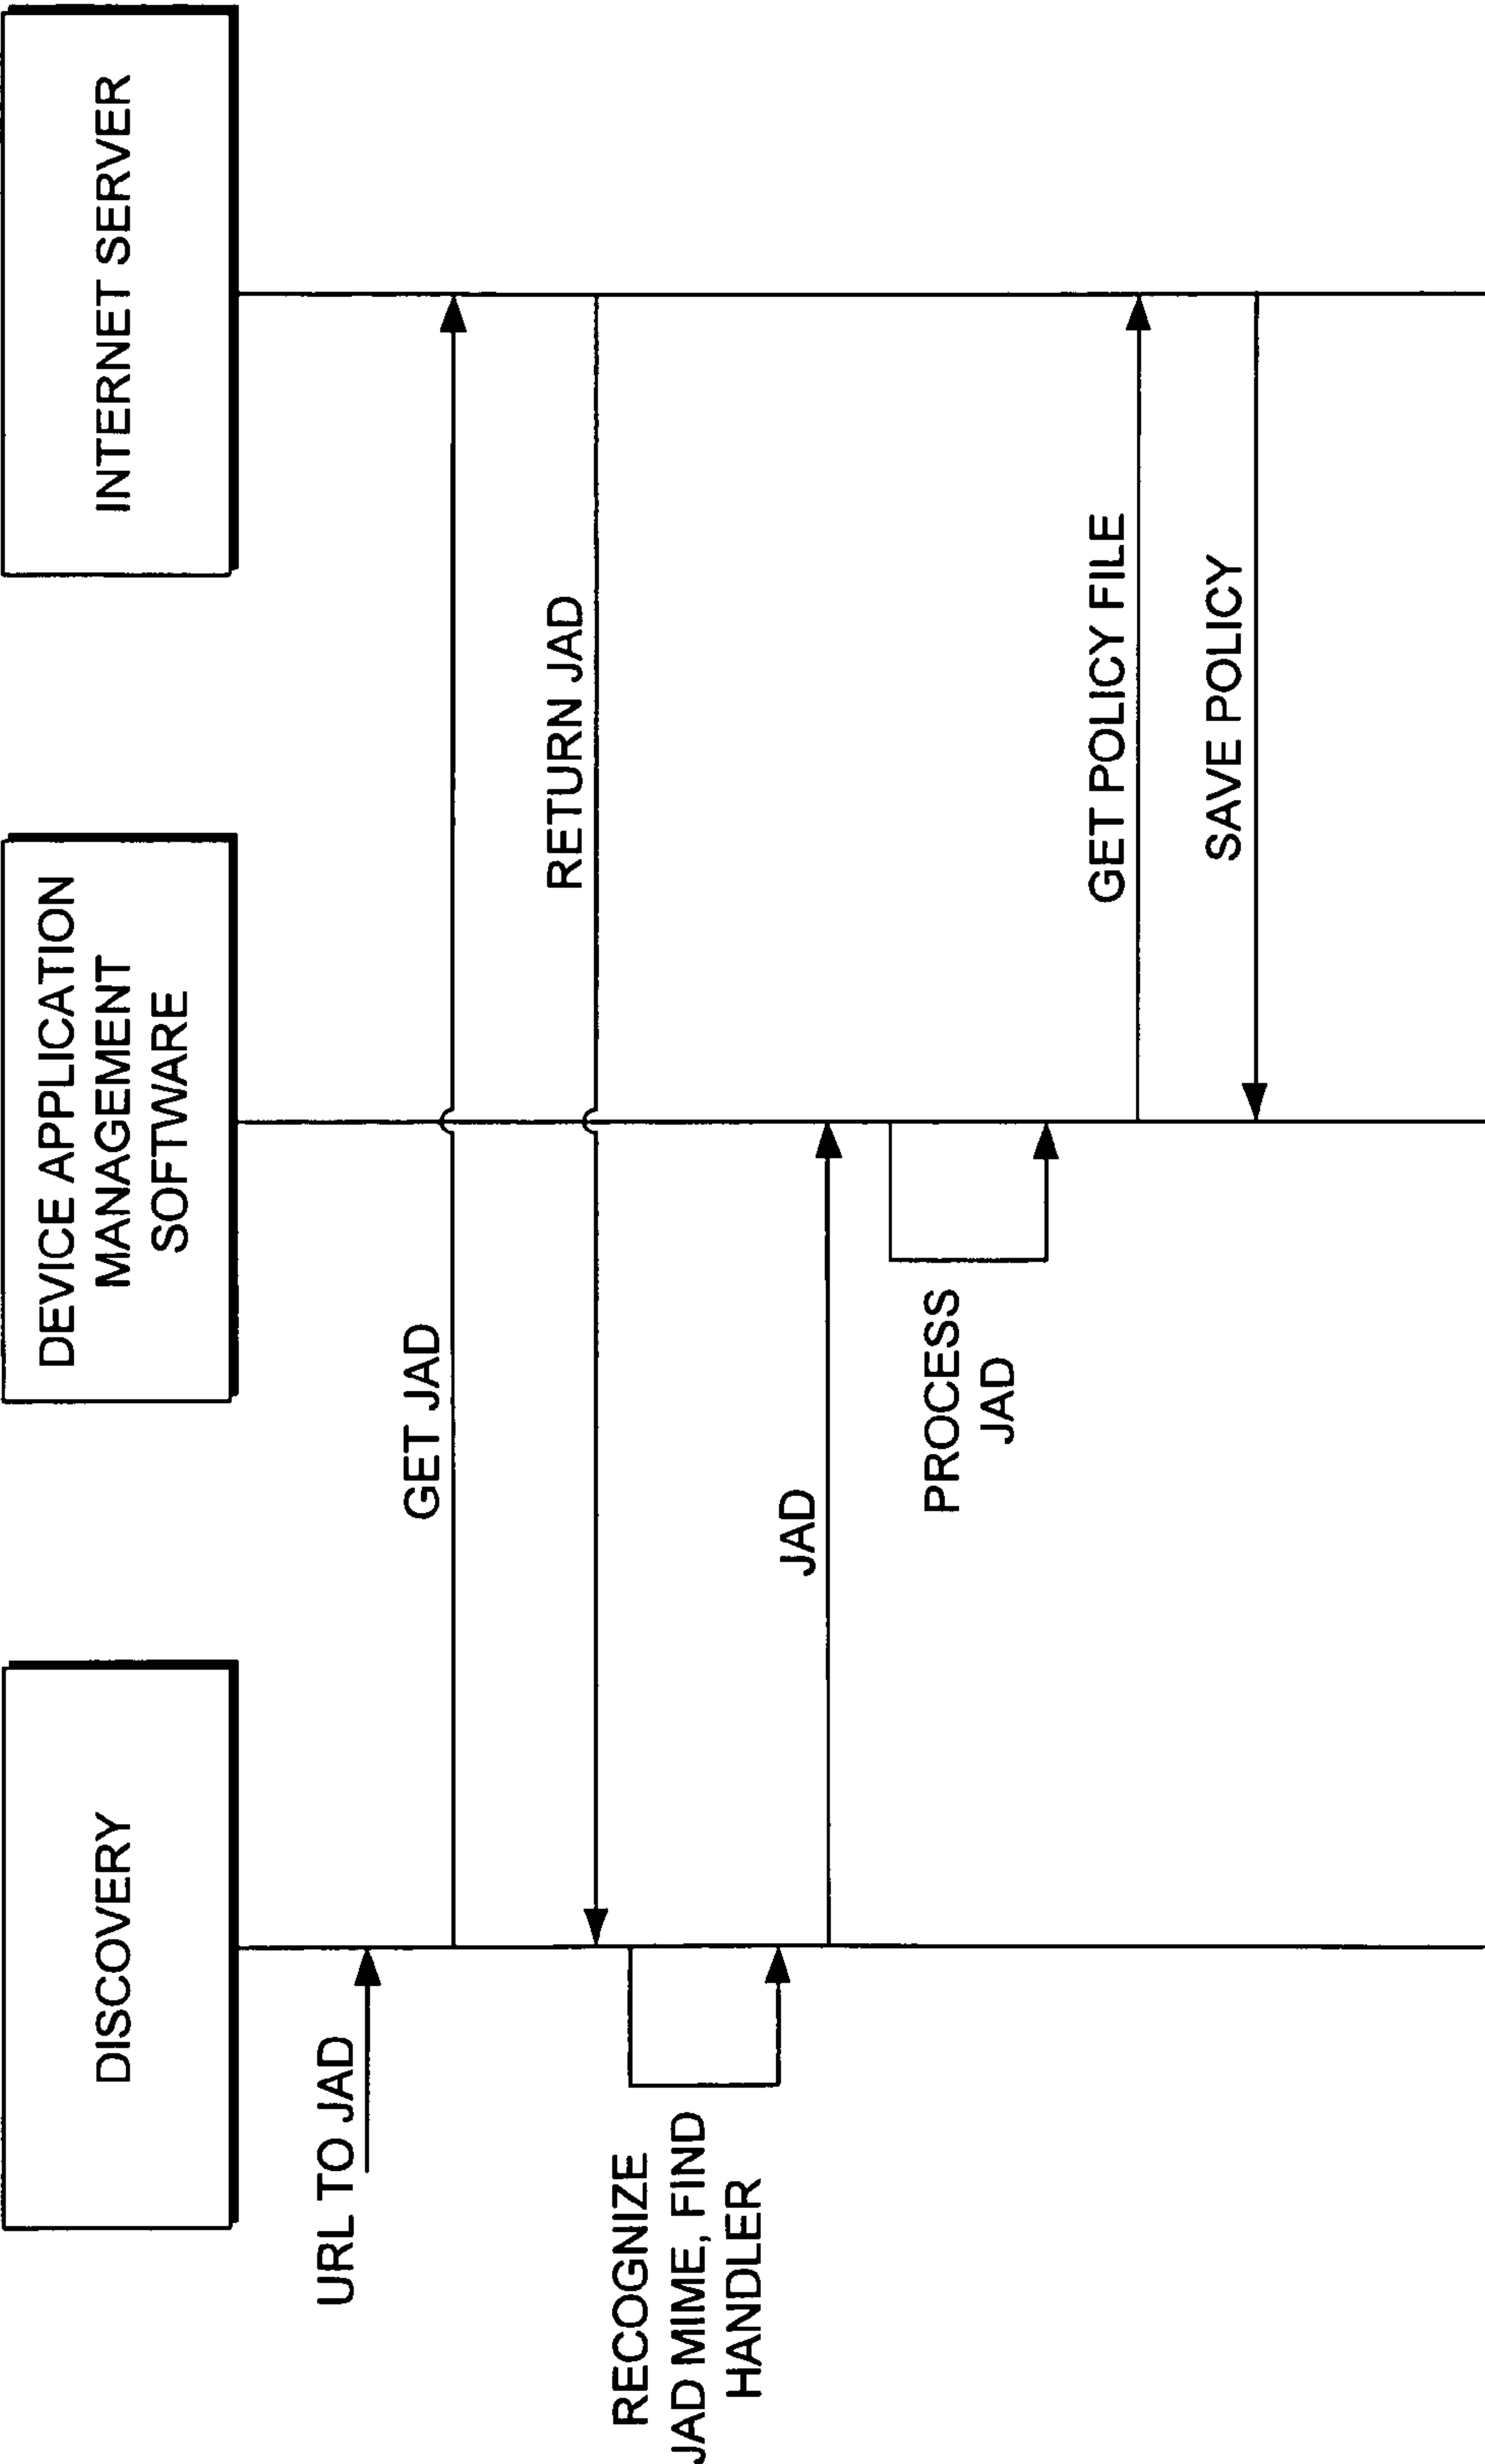 DISCOVERY
DEVICE APPLICATION
MANAGEMENT
SOFTWARE
INTERNET SERVER
URL TO JAD
GET JAD
RETURN JAD
RECOGNIZE
JAD MIME, FIND
HANDLER
JAD
PROCESS
JAD
GET POLICY FILE
SAVE POLICY